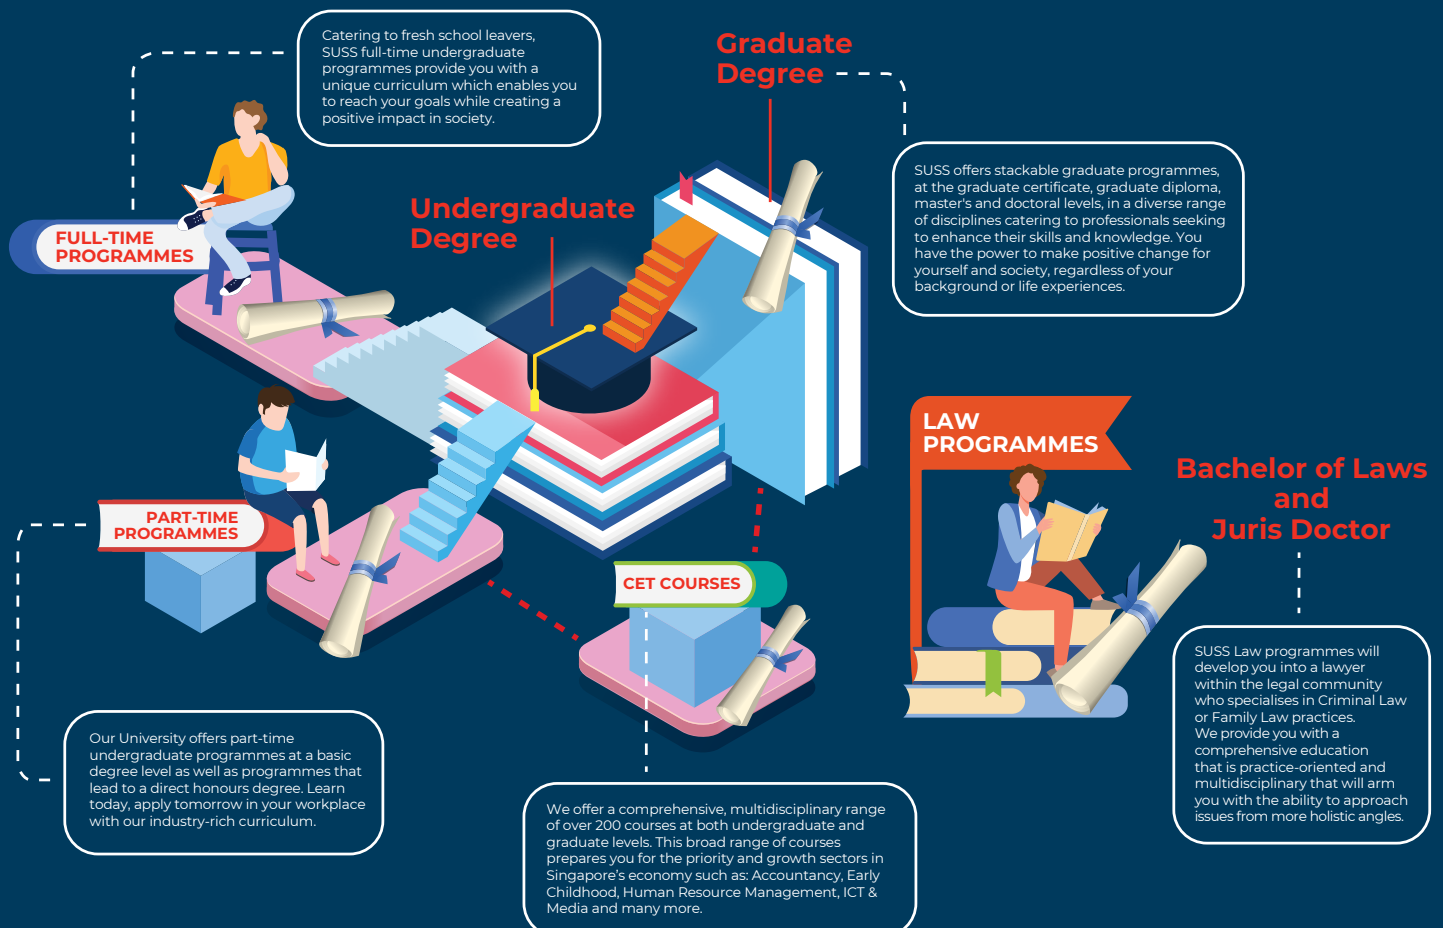 Catering to fresh school leavers,
SUSS full-time undergraduate
programmes provide you with a
unique curriculum which enables you
to reach your goals while creating a
positive impact in society.
FULL-TIME
PROGRAMMES
Undergraduate
Degree
Graduate
Degree
SUSS offers stackable graduate programmes,
at the graduate certificate, graduate diploma,
master's and doctoral levels, in a diverse range
of disciplines catering to professionals seeking
to enhance their skills and knowledge. You
have the power to make positive change for
yourself and society, regardless of your
background or life experiences.
PART-TIME
PROGRAMMES
Our University offers part-time
undergraduate programmes at a basic
degree level as well as programmes that
lead to a direct honours degree. Learn
today, apply tomorrow in your workplace
with our industry-rich curriculum.
CET COURSES
We offer a comprehensive, multidisciplinary range
of over 200 courses at both undergraduate and
graduate levels. This broad range of courses
prepares you for the priority and growth sectors in
Singapore's economy such as: Accountancy, Early
Childhood, Human Resource Management, ICT &
Media and many more.
LAW
PROGRAMMES
Bachelor of Laws
and
Juris Doctor
SUSS Law programmes will
develop you into a lawyer
within the legal community
who specialises in Criminal Law
or Family Law practices.
We provide you with a
comprehensive education
that is practice-oriented and
multidisciplinary that will arm
you with the ability to approach
issues from more holistic angles.